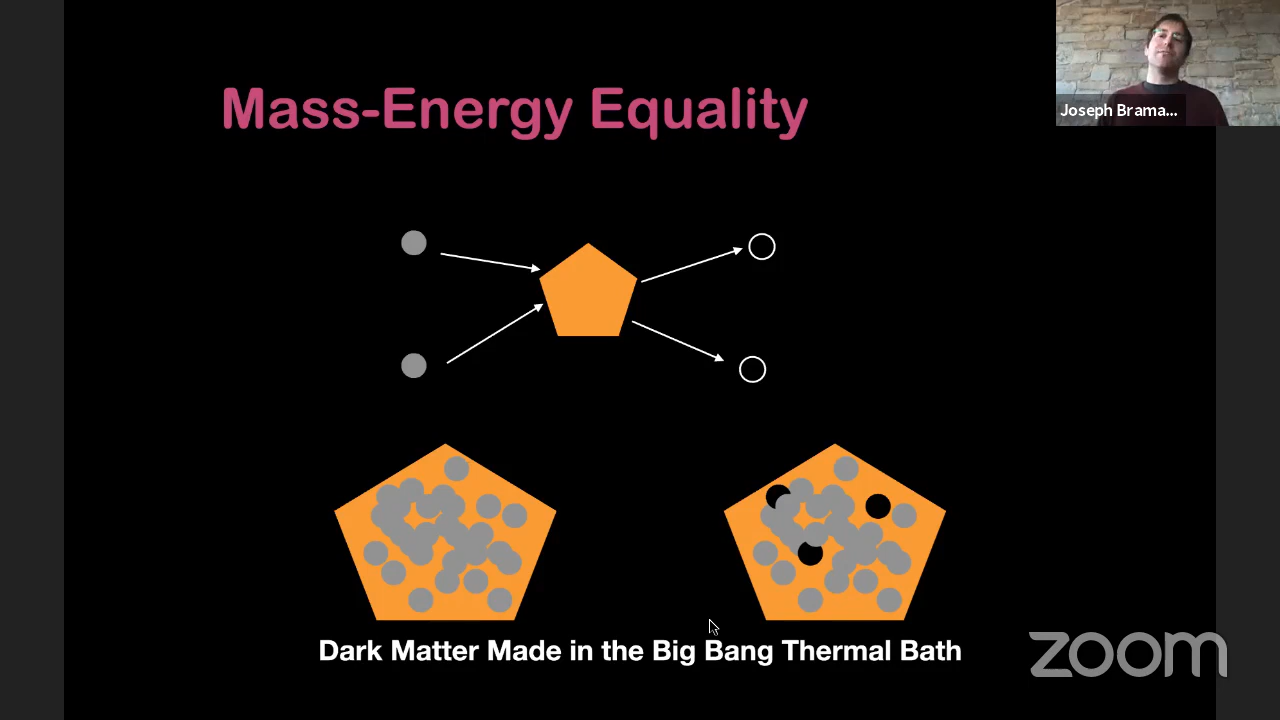 Mass-Energy Equality
Joseph Brama...
Dark Matter Made in the Big Bang Thermal Bath
zoom